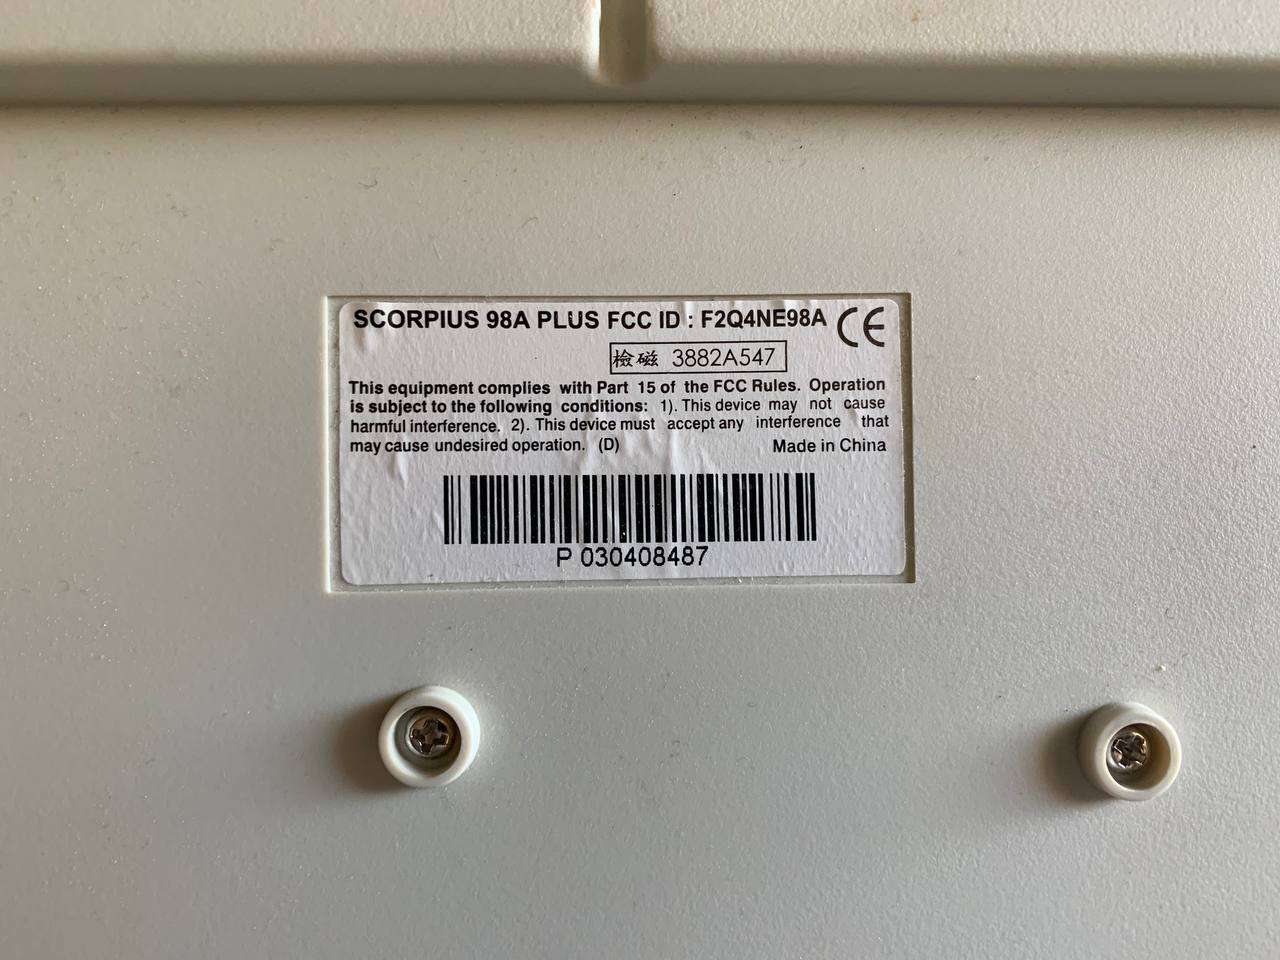 SCORPIUS 98A PLUS FCC ID : F2Q4NE98A CE
檢磁 3882A547
This equipment complies with Part 15 of the FCC Rules. Operation
is subject to the following conditions: 1). This device may not cause
harmful interference. 2). This device must accept any interference that
may cause undesired operation. (D) Made in China
P 030408487